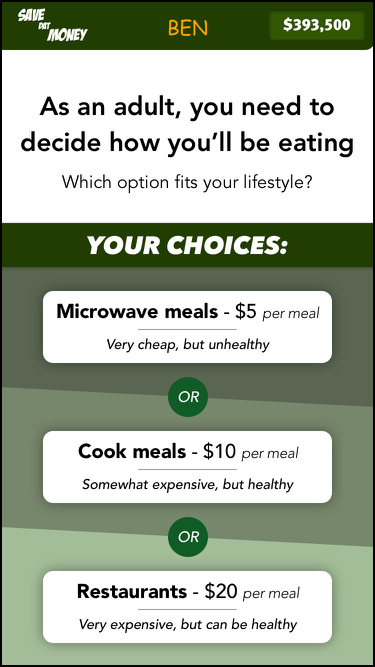 SAVE
DAT
MONEY
BEN
$393,500
As an adult, you need to
decide how you’ll be eating
Which option fits your lifestyle?
YOUR CHOICES:
Microwave meals - $5 per meal
Very cheap, but unhealthy
OR
Cook meals - $10 per meal
Somewhat expensive, but healthy
OR
Restaurants - $20 per meal
Very expensive, but can be healthy